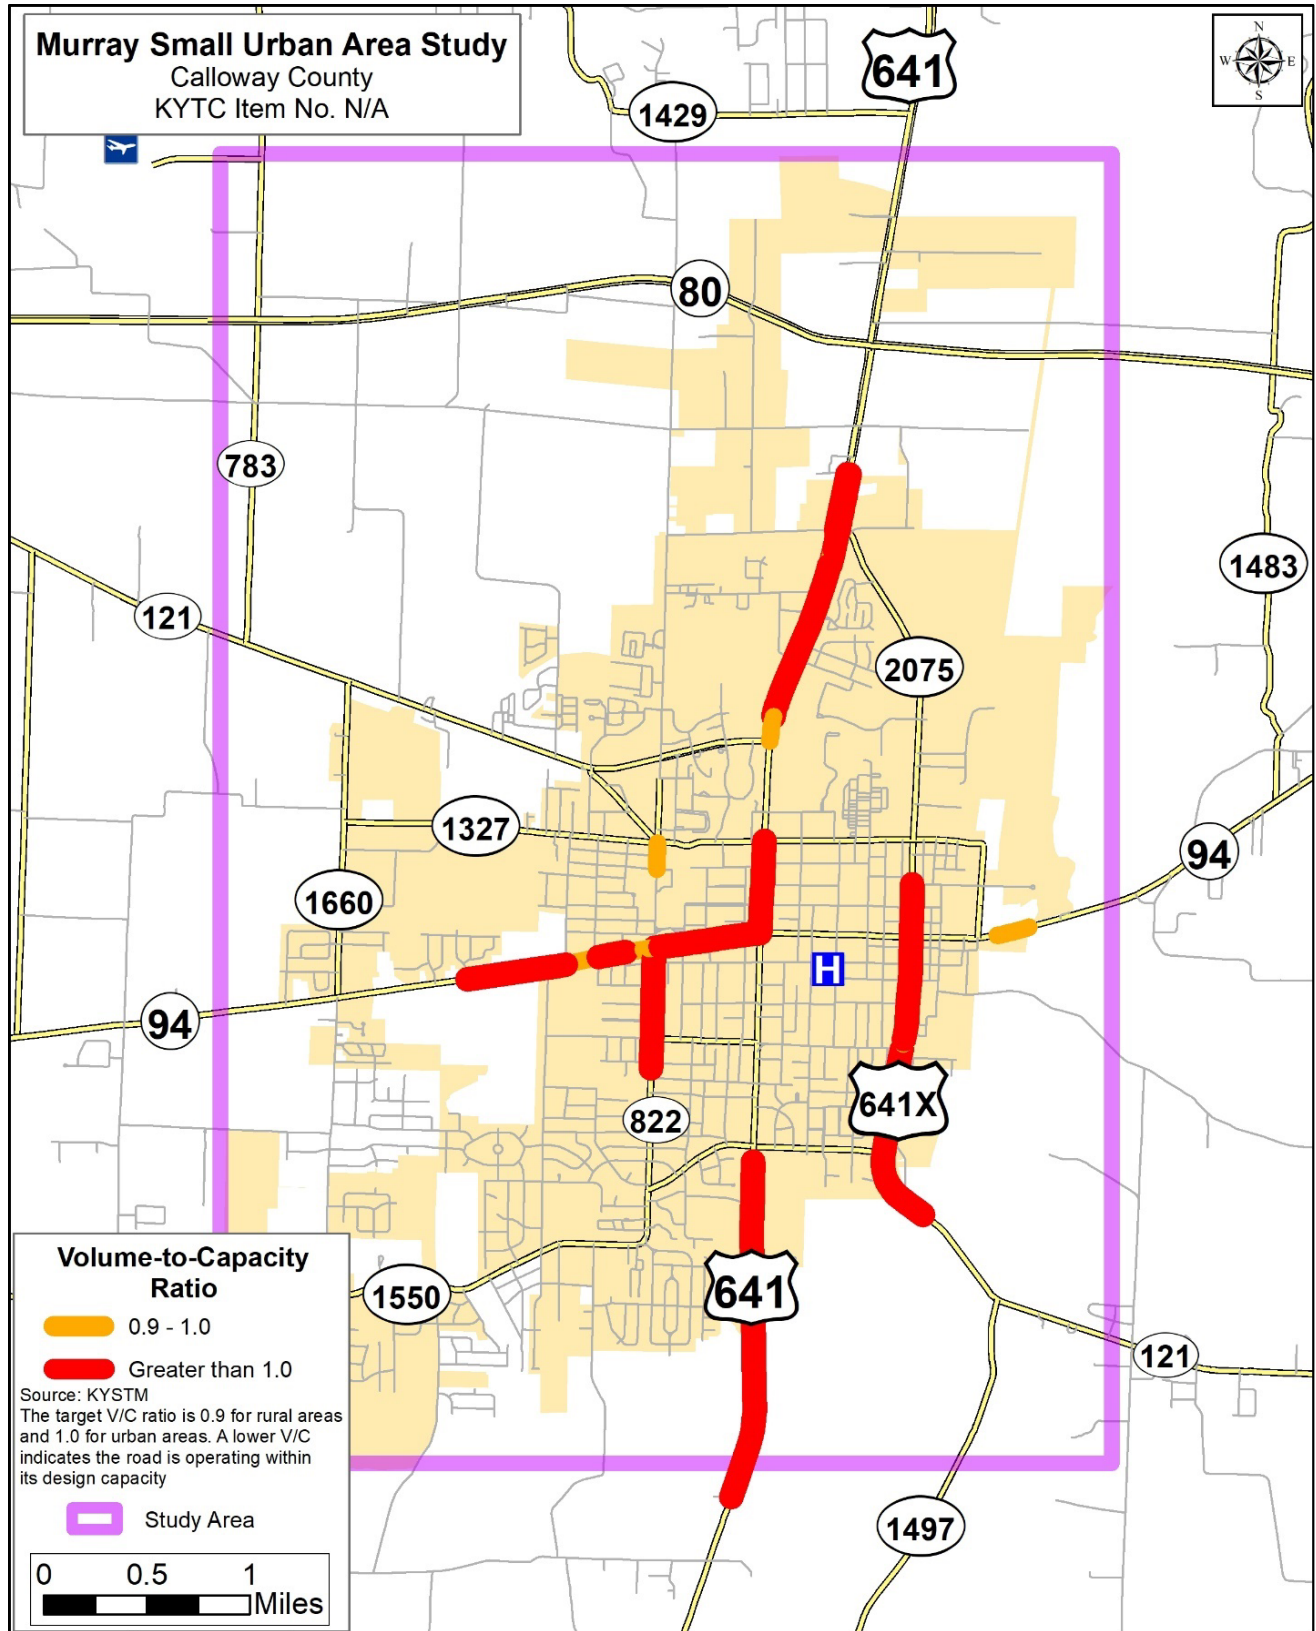 Murray Small Urban Area Study
Calloway County
KYTC Item No. N/A
N
W E
S
641
1429
80
783
1483
121
2075
1327
94
1660
H
94
641X
822
641
1550
121
1497
Volume-to-Capacity
Ratio
0.9 - 1.0
Greater than 1.0
Source: KYSTM
The target V/C ratio is 0.9 for rural areas
and 1.0 for urban areas. A lower V/C
indicates the road is operating within
its design capacity
Study Area
0 0.5 1
Miles